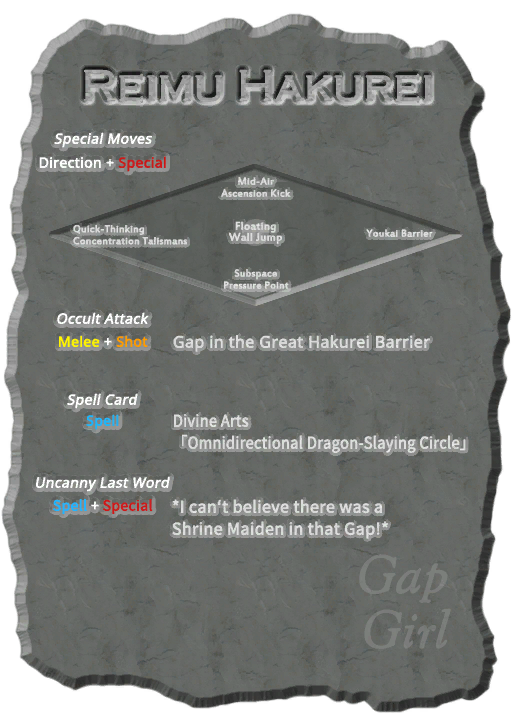 REIMU HAKUREI
Special Moves
Direction + Special
Mid-Air
Ascension Kick
Quick-Thinking
Concentration Talismans
Floating
Wall Jump
Youkai Barrier
Subspace
Pressure Point
Occult Attack
Melee + Shot Gap in the Great Hakurei Barrier
Spell Card
Spell Divine Arts
「Omnidirectional Dragon-Slaying Circle」
Uncanny Last Word
Spell + Special *I can't believe there was a
Shrine Maiden in that Gap!*
Gap
Girl